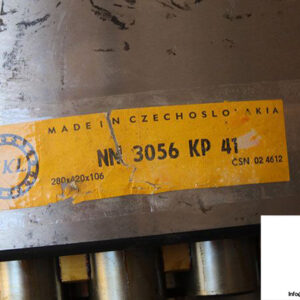 MADE IN CZECHOSLOVAKIA
NN 3056 KP 41
280x420x106
ČSN 02 4612